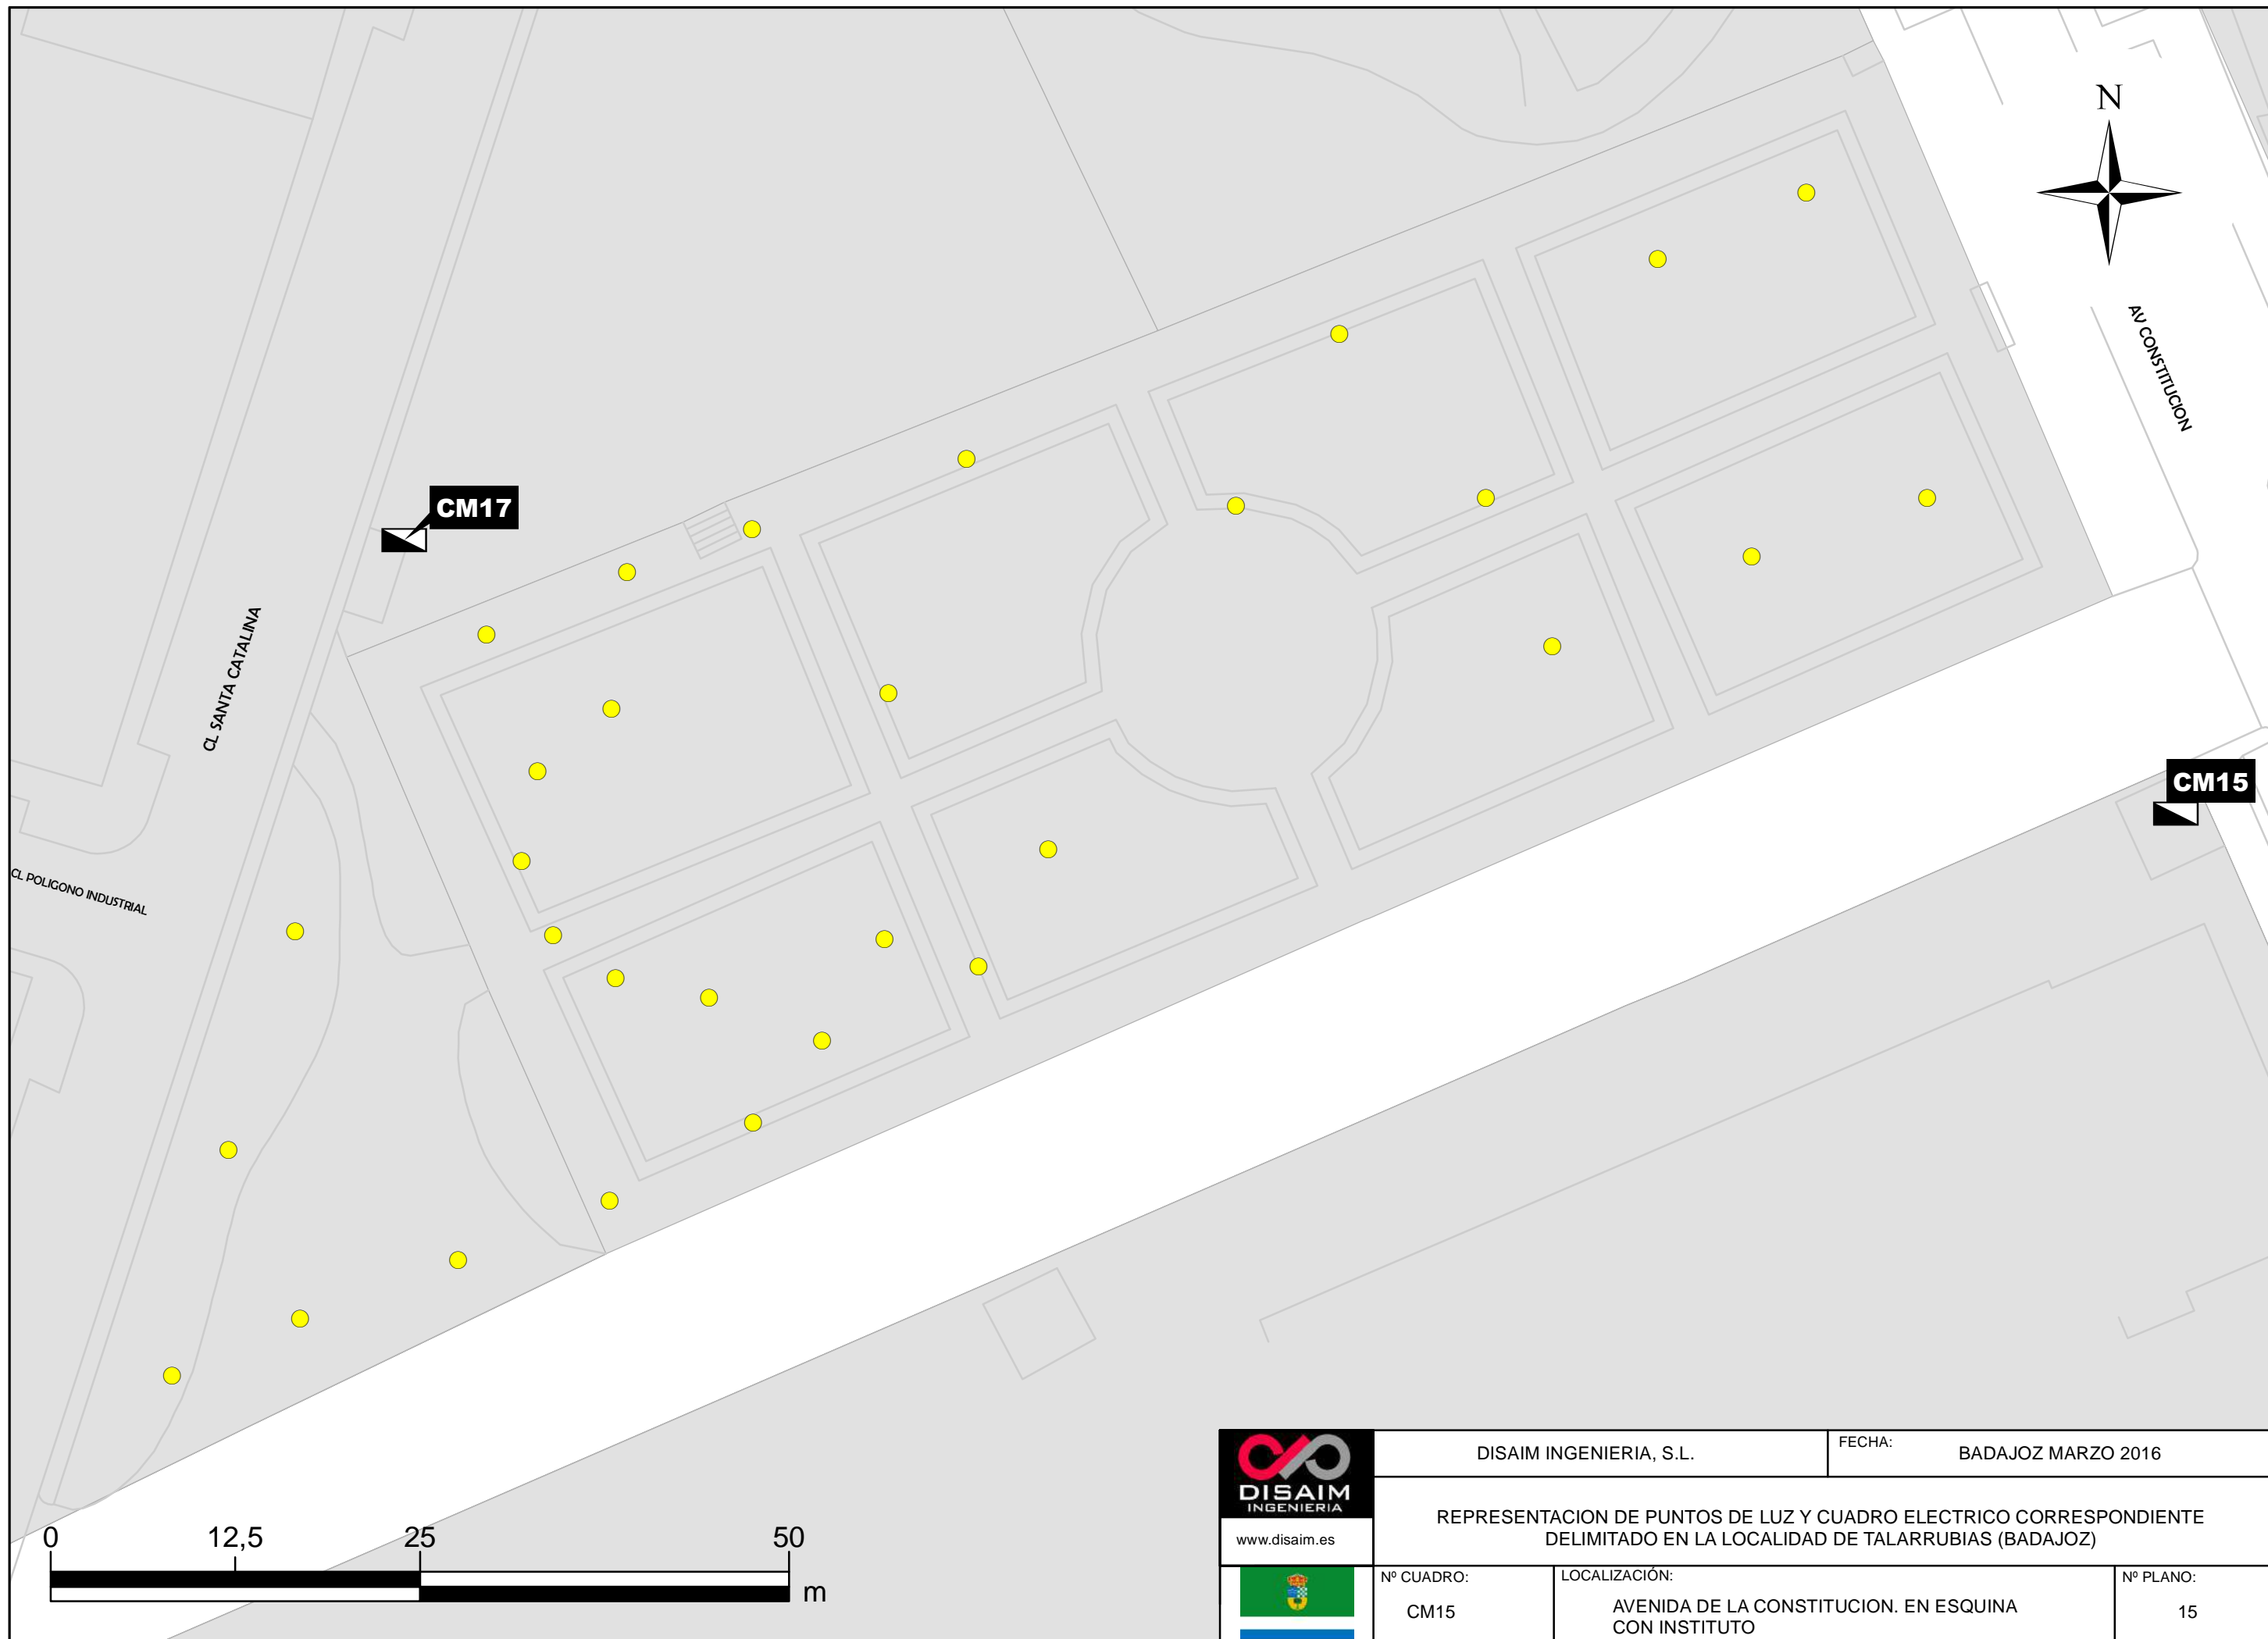 N
AV CONSTITUCION
CM17
CL SANTA CATALINA
CM15
CL POLIGONO INDUSTRIAL
0 12,5 25 50
m
DISAIM
INGENIERIA
www.disaim.es
DISAIM INGENIERIA, S.L.
FECHA:
BADAJOZ MARZO 2016
REPRESENTACION DE PUNTOS DE LUZ Y CUADRO ELECTRICO CORRESPONDIENTE
DELIMITADO EN LA LOCALIDAD DE TALARRUBIAS (BADAJOZ)
Nº CUADRO:
CM15
LOCALIZACIÓN:
AVENIDA DE LA CONSTITUCION. EN ESQUINA
CON INSTITUTO
Nº PLANO:
15